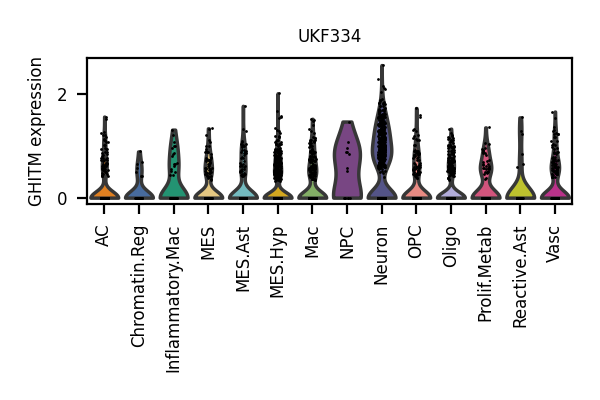 UKF334
GHITM expression
2
0
AC
Chromatin.Reg
Inflammatory.Mac
MES
MES.Ast
MES.Hyp
Mac
NPC
Neuron
OPC
Oligo
Prolif.Metab
Reactive.Ast
Vasc